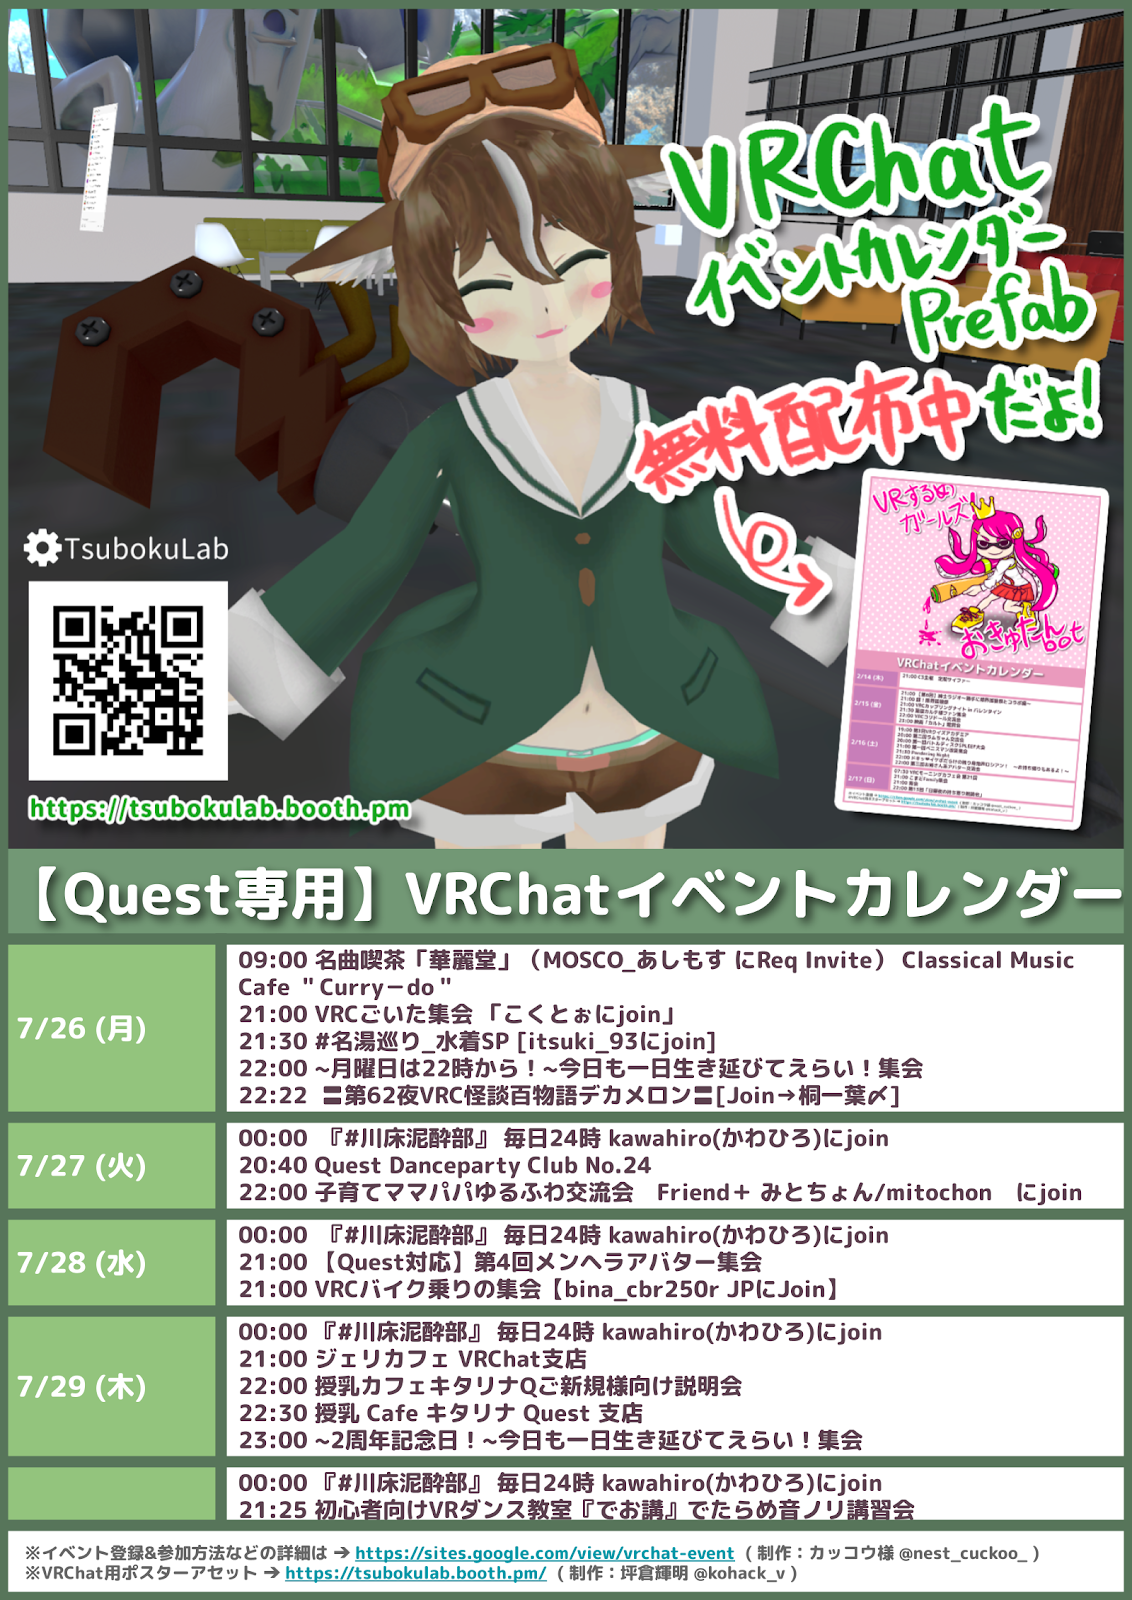 VRChat
イベントカレンダー
Prefab
無料配布中だよ!
VRするめ
ガールズ
おきゅたん
bot
VRChatイベントカレンダー
2/14 (木)
2/15 (金)
2/16 (土)
2/17 (日)
TsubokuLab
https://tsubokulab.booth.pm
【Quest専用】VRChatイベントカレンダー
7/26 (月)
09:00 名曲喫茶「華麗堂」（MOSCO_あしもす にReq Invite） Classical Music
Cafe ＂Curry－do＂
21:00 VRCごいた集会 「こくとぉにjoin」
21:30 #名湯巡り_水着SP [itsuki_93にjoin]
22:00 ~月曜日は22時から！~今日も一日生き延びてえらい！集会
22:22 〓第62夜VRC怪談百物語デカメロン〓[Join→桐一葉〆]
7/27 (火)
00:00 『#川床泥酔部』 毎日24時 kawahiro(かわひろ)にjoin
20:40 Quest Danceparty Club No.24
22:00 子育てママパパゆるふわ交流会　Friend＋ みとちょん/mitochon　にjoin
7/28 (水)
00:00 『#川床泥酔部』 毎日24時 kawahiro(かわひろ)にjoin
21:00 【Quest対応】第4回メンヘラアバター集会
21:00 VRCバイク乗りの集会【bina_cbr250r JPにJoin】
7/29 (木)
00:00 『#川床泥酔部』 毎日24時 kawahiro(かわひろ)にjoin
21:00 ジェリカフェ VRChat支店
22:00 授乳カフェキタリナQご新規様向け説明会
22:30 授乳 Cafe キタリナ Quest 支店
23:00 ~2周年記念日！~今日も一日生き延びてえらい！集会
00:00 『#川床泥酔部』 毎日24時 kawahiro(かわひろ)にjoin
21:25 初心者向けVRダンス教室『でお講』でたらめ音ノリ講習会
※イベント登録&参加方法などの詳細は → https://sites.google.com/view/vrchat-event ( 制作：カッコウ様 @nest_cuckoo_ )
※VRChat用ポスターアセット → https://tsubokulab.booth.pm/ ( 制作：坪倉輝明 @kohack_v )